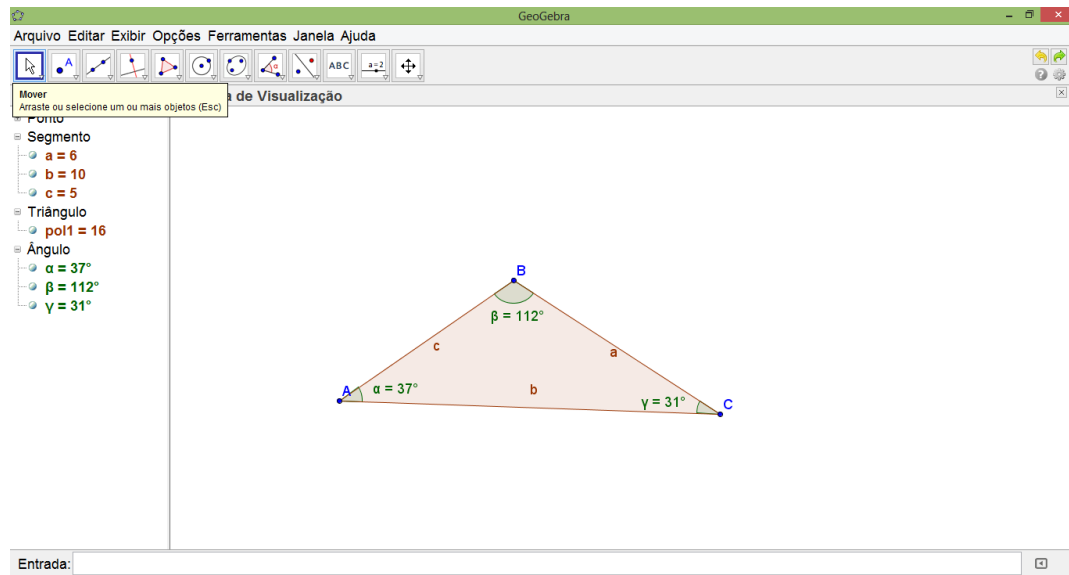 GeoGebra
Arquivo Editar Exibir Opções Ferramentas Janela Ajuda
A α ABC a=2
Mover
Arraste ou selecione um ou mais objetos (Esc)
a de Visualização
Ponto
Segmento
a = 6
b = 10
c = 5
Triângulo
pol1 = 16
Ângulo
α = 37°
β = 112°
γ = 31°
B
β = 112°
c
a
A
α = 37°
b
γ = 31°
C
Entrada: